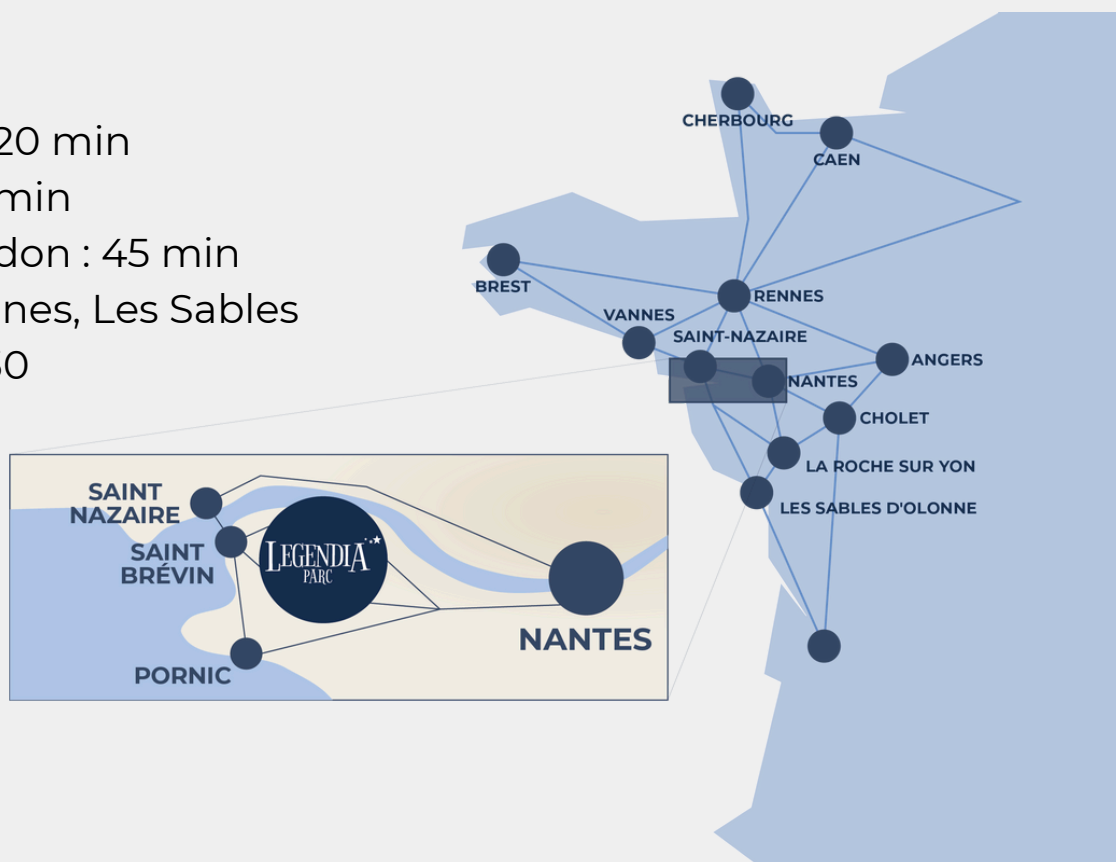 20 min
min
don : 45 min
nes, Les Sables
CHERBOURG
CAEN
BREST
RENNES
VANNES
SAINT-NAZAIRE
ANGERS
NANTES
CHOLET
LA ROCHE SUR YON
LES SABLES D'OLONNE
SAINT
NAZAIRE
SAINT
BRÉVIN
LEGENDIA
PARC
NANTES
PORNIC